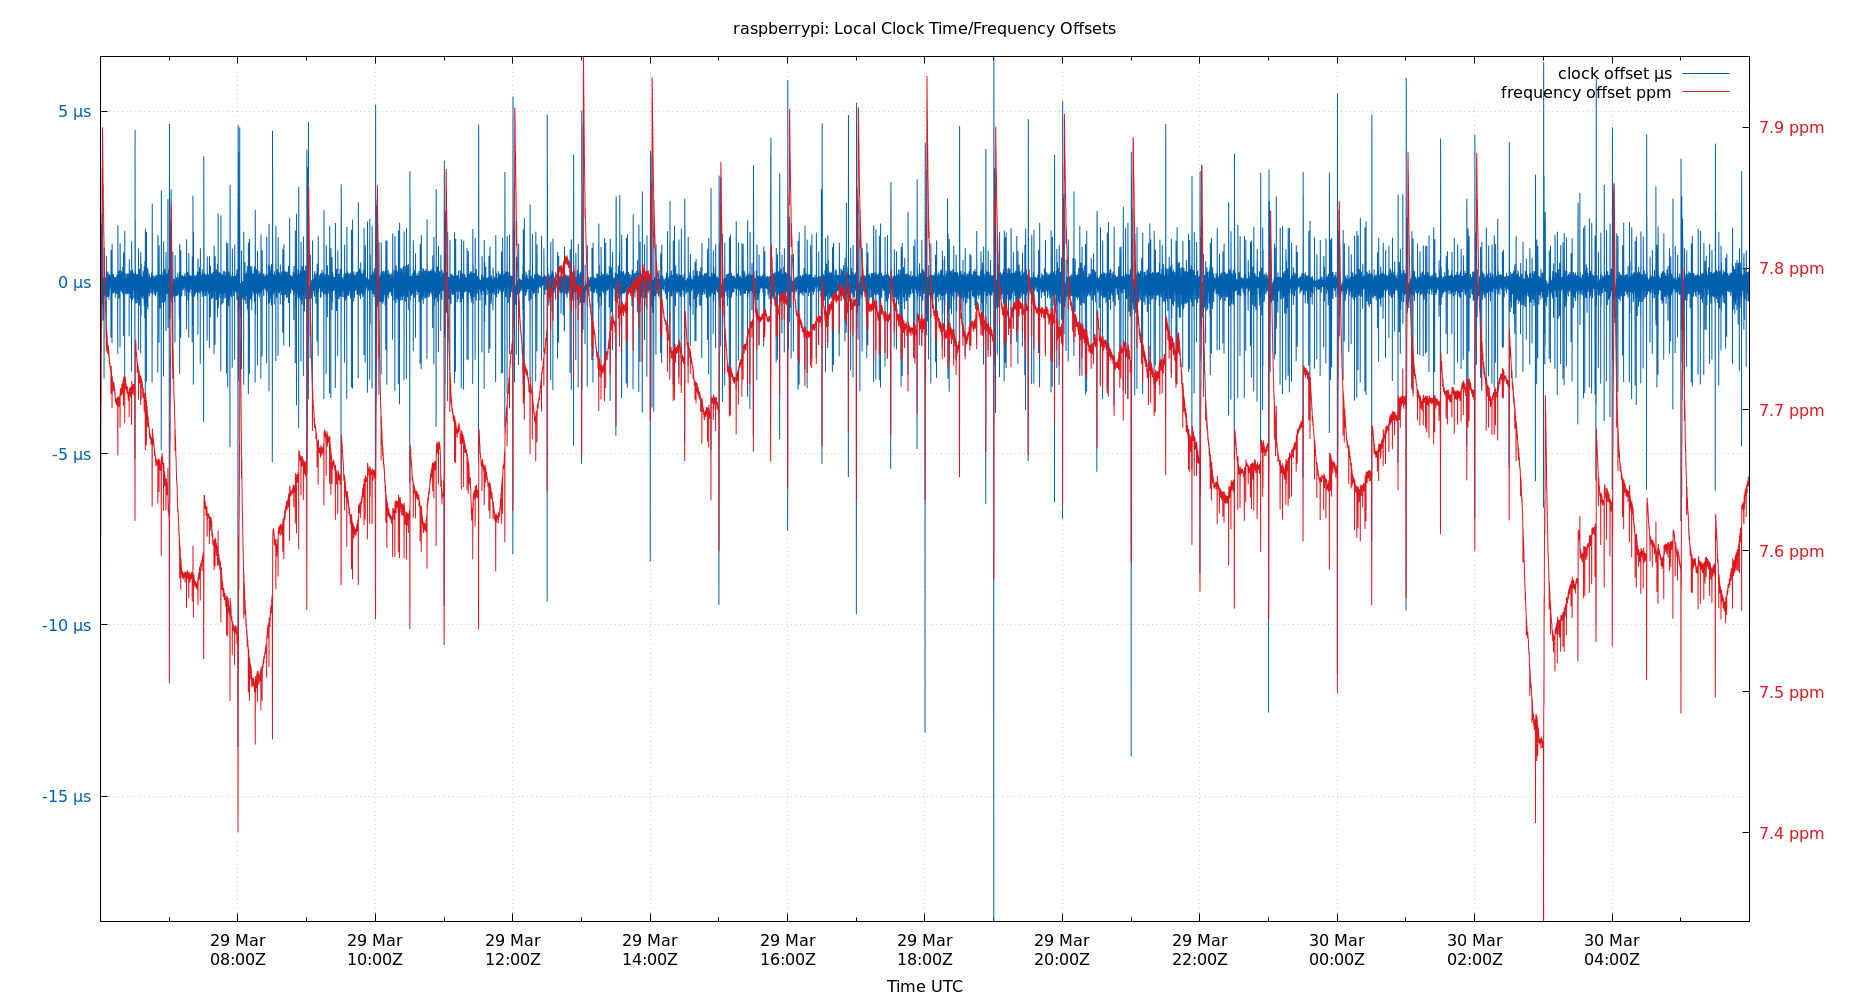 raspberrypi: Local Clock Time/Frequency Offsets
clock offset µs
frequency offset ppm
5 µs
0 µs
-5 µs
-10 µs
-15 µs
7.9 ppm
7.8 ppm
7.7 ppm
7.6 ppm
7.5 ppm
7.4 ppm
29 Mar 29 Mar 29 Mar 29 Mar 29 Mar 29 Mar 29 Mar 29 Mar 30 Mar 30 Mar 30 Mar
08:00Z 10:00Z 12:00Z 14:00Z 16:00Z 18:00Z 20:00Z 22:00Z 00:00Z 02:00Z 04:00Z
Time UTC